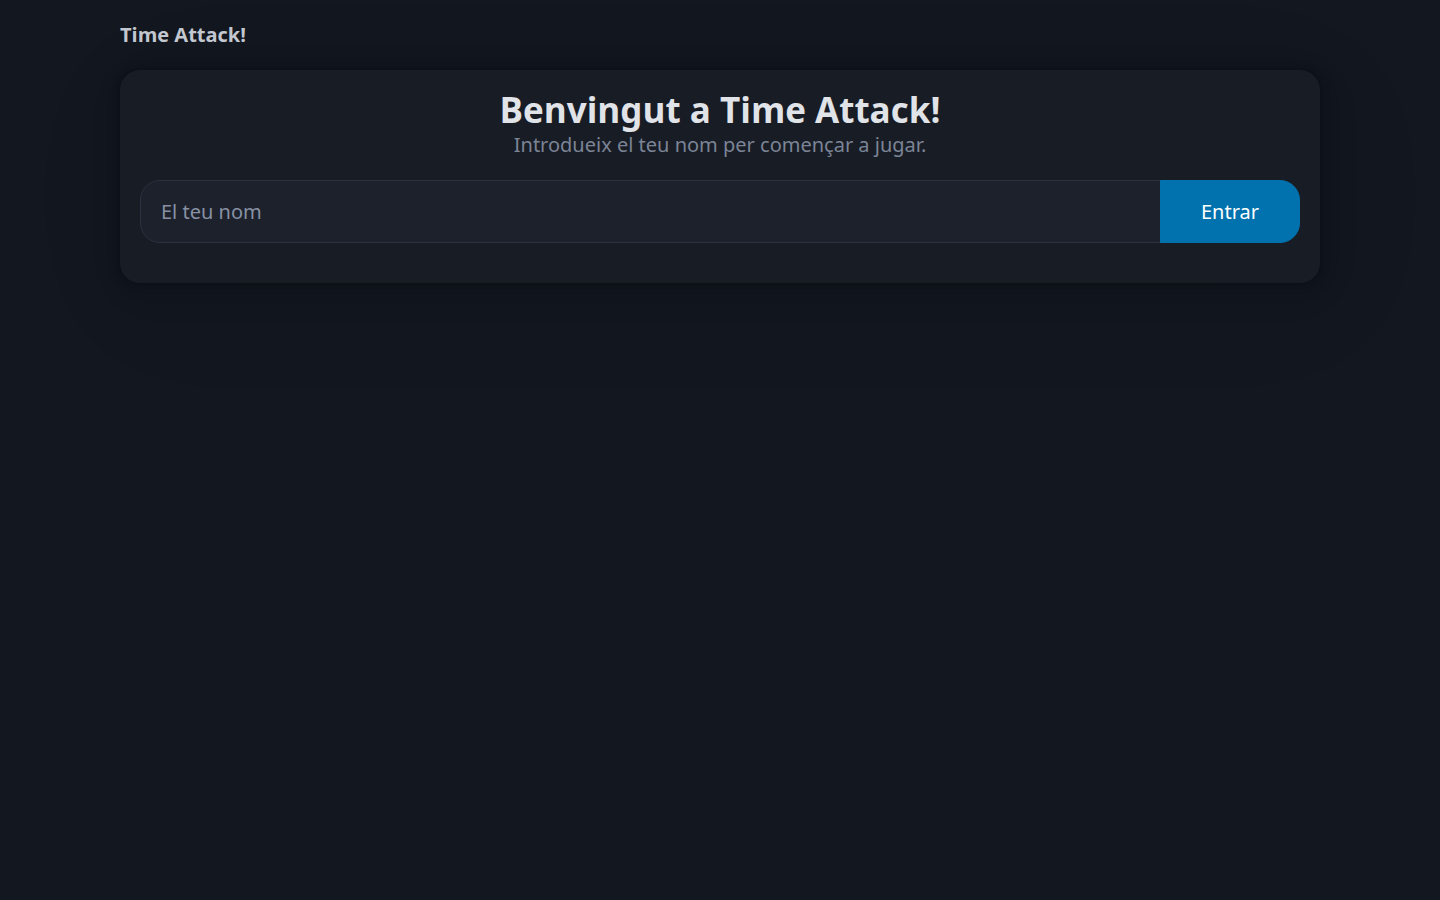 Time Attack!
Benvingut a Time Attack!
Introdueix el teu nom per començar a jugar.
El teu nom
Entrar